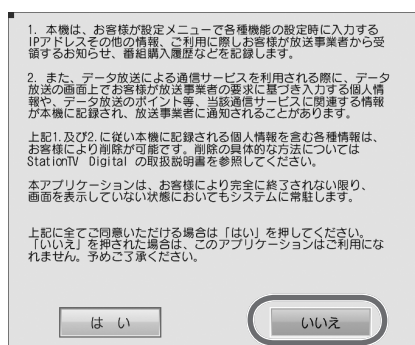 1. 本機は、お客様が設定メニューで各種機能の設定時に入力する
IPアドレスその他の情報、ご利用に際しお客様が放送事業者から受
領するお知らせ、番組購入履歴などを記録します。
2. また、データ放送による通信サービスを利用される際に、データ
放送の画面上でお客様が放送事業者の要求に基づき入力する個人情
報や、データ放送のポイント等、当該通信サービスに関連する情報
が本機に記録され、放送事業者に通知されることがあります。
上記1.及び2.に従い本機に記録される個人情報を含む各種情報は、
お客様により削除が可能です。削除の具体的な方法については
StationTV Digital の取扱説明書を参照してください。
本アプリケーションは、お客様により完全に終了されない限り、
画面を表示していない状態においてもシステムに常駐します。
上記に全てご同意いただける場合は「はい」を押してください。
「いいえ」を押された場合は、このアプリケーションはご利用にな
れません。予めご了承ください。
はい
いいえ